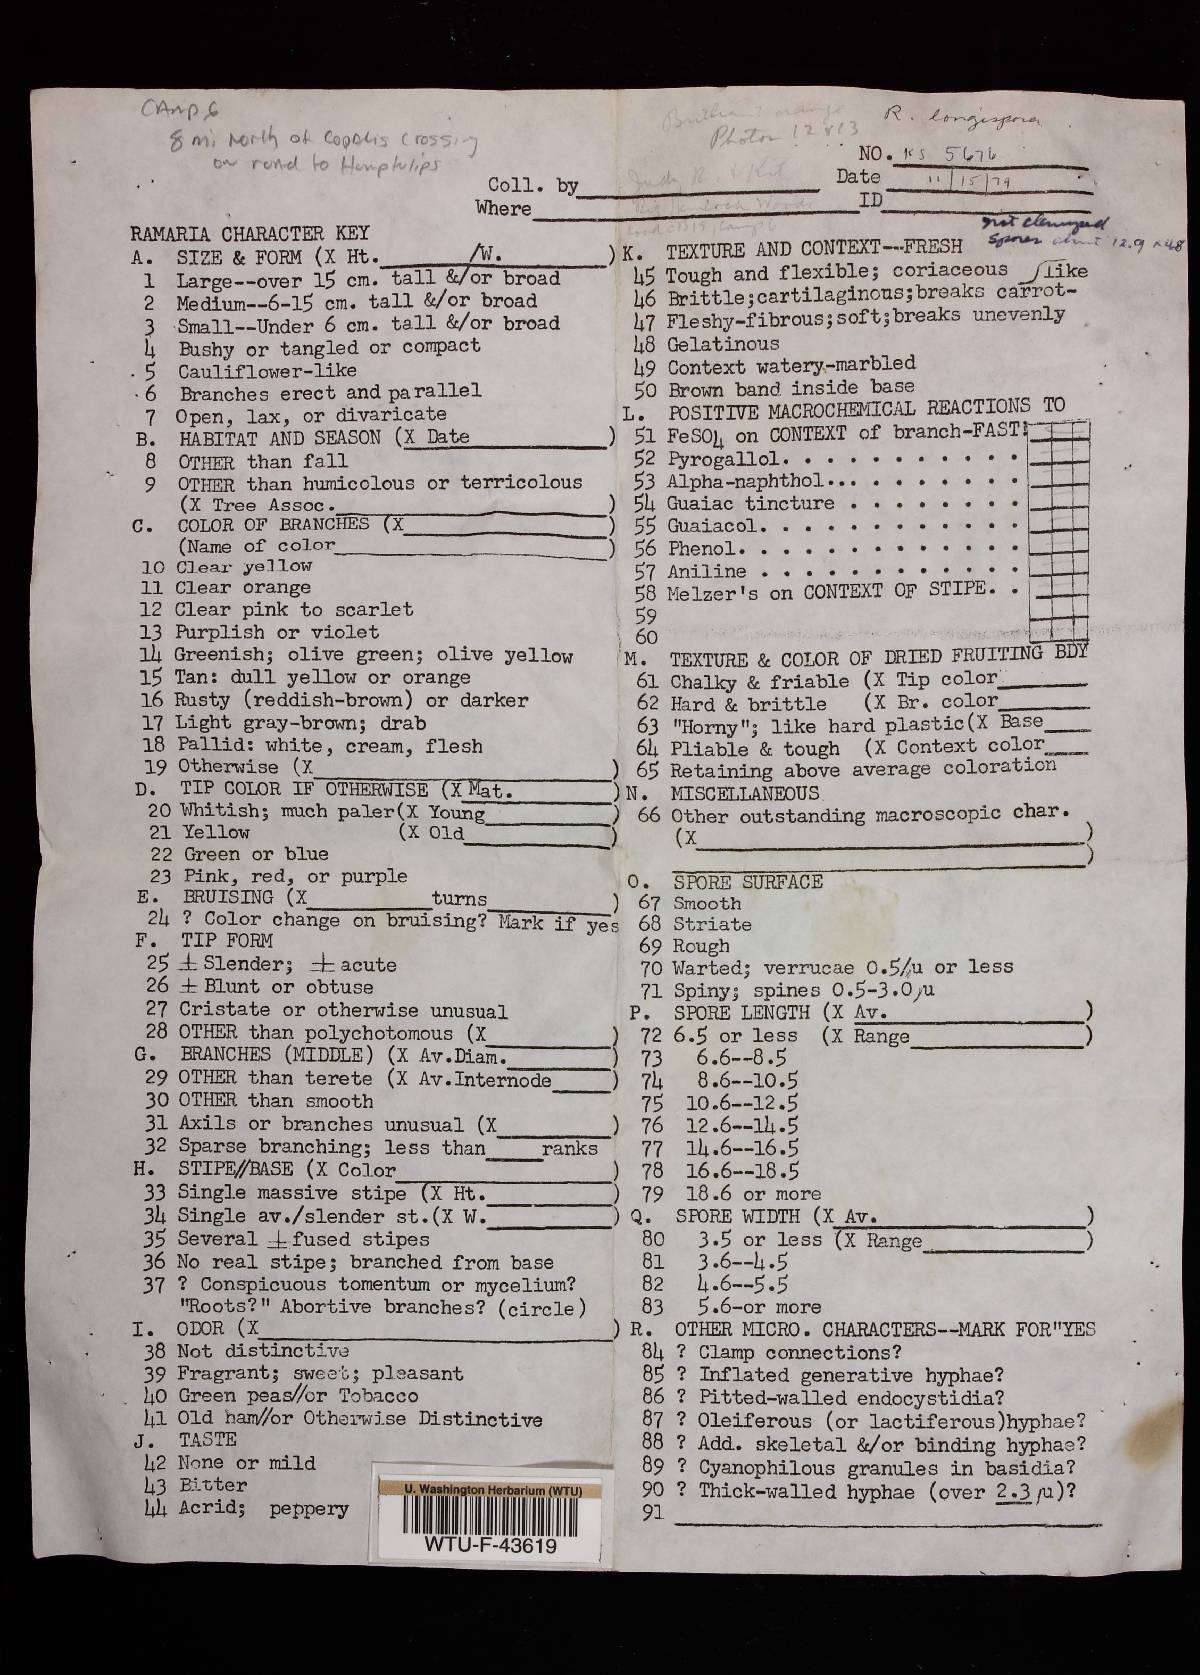 CAMP 6
8 mi North of Copalis Crossing
on road to Humptulips
Brilliant orange
Photos 12 & 13
R. longispora
NO. KS 5676
Coll. by Judy R. & Kit
Date 11/15/79
Where
ID
not clamped
Spores about 12.9 x 4.8
RAMARIA CHARACTER KEY
A. SIZE & FORM (X Ht. /W. )
1 Large--over 15 cm. tall &/or broad
2 Medium--6-15 cm. tall &/or broad
3 Small--Under 6 cm. tall &/or broad
4 Bushy or tangled or compact
5 Cauliflower-like
6 Branches erect and parallel
7 Open, lax, or divaricate
B. HABITAT AND SEASON (X Date )
8 OTHER than fall
9 OTHER than humicolous or terricolous
(X Tree Assoc. )
C. COLOR OF BRANCHES (X )
(Name of color )
10 Clear yellow
11 Clear orange
12 Clear pink to scarlet
13 Purplish or violet
14 Greenish; olive green; olive yellow
15 Tan: dull yellow or orange
16 Rusty (reddish-brown) or darker
17 Light gray-brown; drab
18 Pallid: white, cream, flesh
19 Otherwise (X )
D. TIP COLOR IF OTHERWISE (X Mat. )
20 Whitish; much paler(X Young )
21 Yellow (X Old )
22 Green or blue
23 Pink, red, or purple
E. BRUISING (X turns )
24 ? Color change on bruising? Mark if yes
F. TIP FORM
25 ± Slender; ± acute
26 ± Blunt or obtuse
27 Cristate or otherwise unusual
28 OTHER than polychotomous (X )
G. BRANCHES (MIDDLE) (X Av.Diam. )
29 OTHER than terete (X Av.Internode )
30 OTHER than smooth
31 Axils or branches unusual (X )
32 Sparse branching; less than ranks
H. STIPE//BASE (X Color )
33 Single massive stipe (X Ht. )
34 Single av./slender st.(X W. )
35 Several ± fused stipes
36 No real stipe; branched from base
37 ? Conspicuous tomentum or mycelium?
"Roots?" Abortive branches? (circle)
I. ODOR (X )
38 Not distinctive
39 Fragrant; sweet; pleasant
40 Green peas//or Tobacco
41 Old ham//or Otherwise Distinctive
J. TASTE
42 None or mild
43 Bitter
44 Acrid; peppery
K. TEXTURE AND CONTEXT--FRESH
45 Tough and flexible; coriaceous like
46 Brittle;cartilaginous;breaks carrot-
47 Fleshy-fibrous;soft;breaks unevenly
48 Gelatinous
49 Context watery-marbled
50 Brown band inside base
L. POSITIVE MACROCHEMICAL REACTIONS TO
51 FeSO4 on CONTEXT of branch-FAST!
52 Pyrogallol. . . . . . . . . . . .
53 Alpha-naphthol... . . . . . . . .
54 Guaiac tincture . . . . . . . . .
55 Guaiacol. . . . . . . . . . . . .
56 Phenol. . . . . . . . . . . . . .
57 Aniline . . . . . . . . . . . . .
58 Melzer's on CONTEXT OF STIPE. .
59
60
M. TEXTURE & COLOR OF DRIED FRUITING BDY
61 Chalky & friable (X Tip color
62 Hard & brittle (X Br. color
63 "Horny"; like hard plastic(X Base
64 Pliable & tough (X Context color
65 Retaining above average coloration
N. MISCELLANEOUS
66 Other outstanding macroscopic char.
(X )
)
O. SPORE SURFACE
67 Smooth
68 Striate
69 Rough
70 Warted; verrucae 0.5 µ or less
71 Spiny; spines 0.5-3.0 µ
P. SPORE LENGTH (X Av. )
72 6.5 or less (X Range )
73 6.6--8.5
74 8.6--10.5
75 10.6--12.5
76 12.6--14.5
77 14.6--16.5
78 16.6--18.5
79 18.6 or more
Q. SPORE WIDTH (X Av. )
80 3.5 or less (X Range )
81 3.6--4.5
82 4.6--5.5
83 5.6-or more
R. OTHER MICRO. CHARACTERS--MARK FOR"YES
84 ? Clamp connections?
85 ? Inflated generative hyphae?
86 ? Pitted-walled endocystidia?
87 ? Oleiferous (or lactiferous)hyphae?
88 ? Add. skeletal &/or binding hyphae?
89 ? Cyanophilous granules in basidia?
90 ? Thick-walled hyphae (over 2.3 µ)?
91
U. Washington Herbarium (WTU)
WTU-F-43619